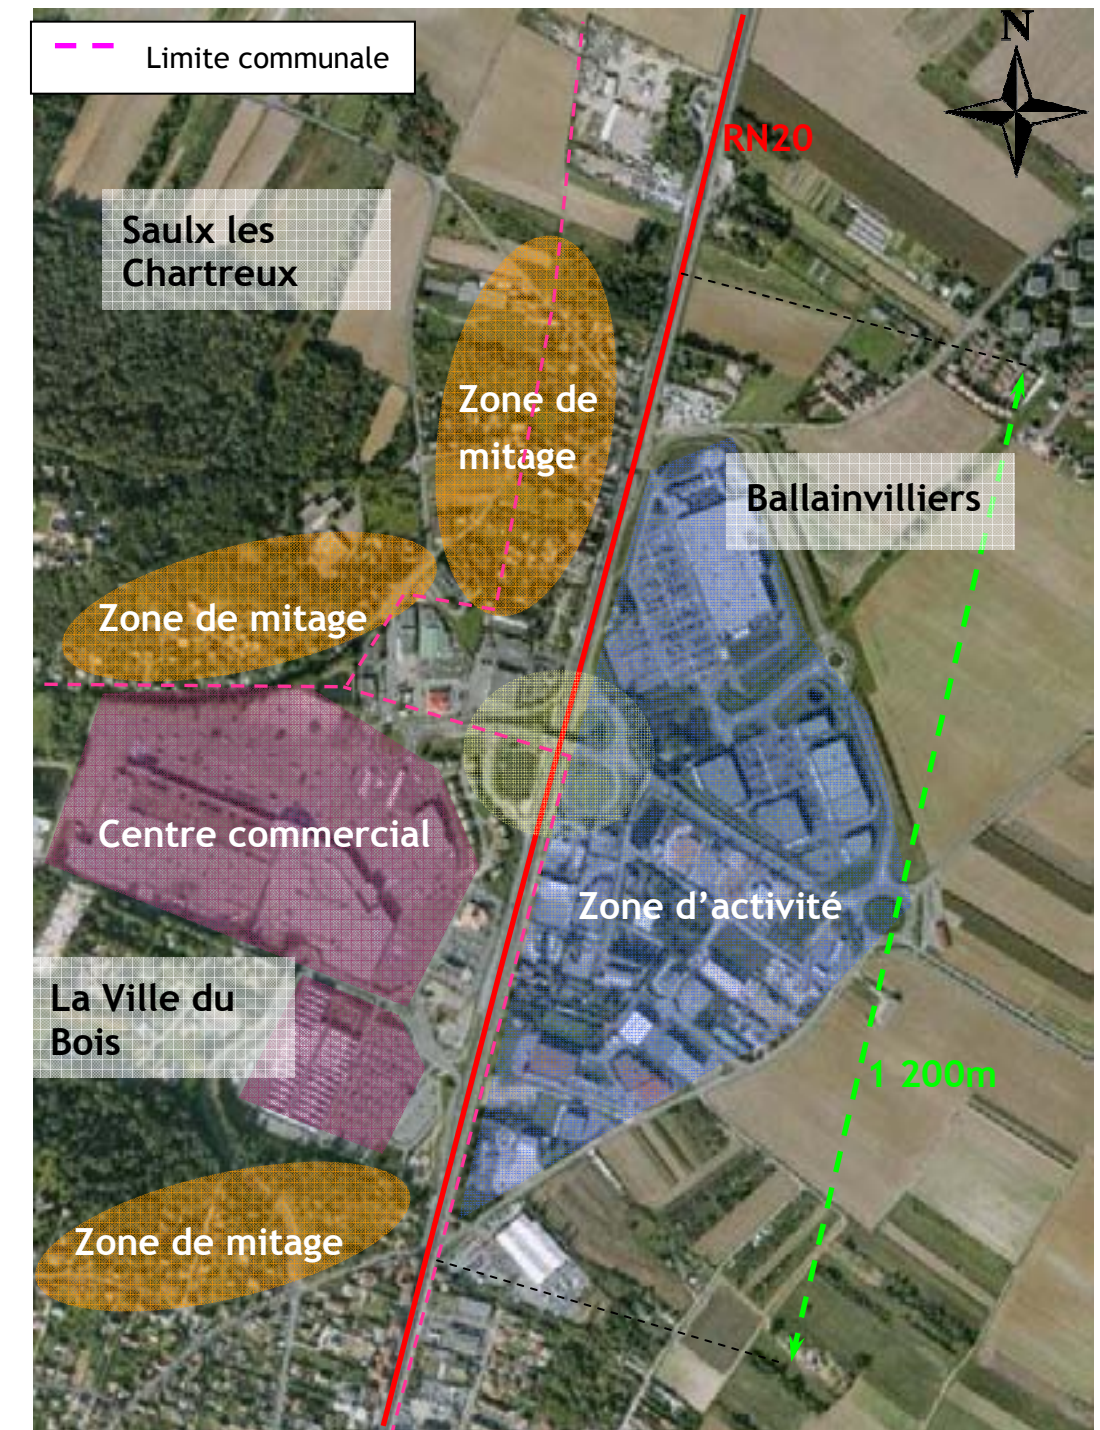 Limite communale
N
RN20
Saulx les
Chartreux
Zone de
mitage
Ballainvilliers
Zone de mitage
Centre commercial
Zone d’activité
La Ville du
Bois
1 200m
Zone de mitage